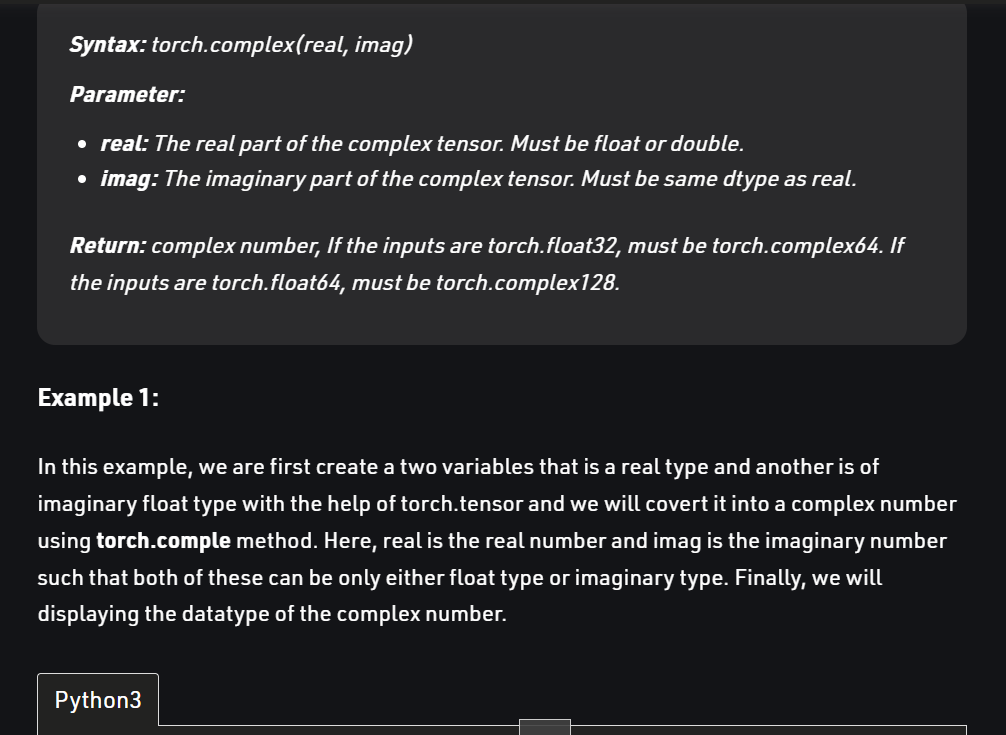 Syntax: torch.complex(real, imag)
Parameter:
• real: The real part of the complex tensor. Must be float or double.
• imag: The imaginary part of the complex tensor. Must be same dtype as real.
Return: complex number, If the inputs are torch.float32, must be torch.complex64. If
the inputs are torch.float64, must be torch.complex128.
Example 1:
In this example, we are first create a two variables that is a real type and another is of
imaginary float type with the help of torch.tensor and we will covert it into a complex number
using torch.comple method. Here, real is the real number and imag is the imaginary number
such that both of these can be only either float type or imaginary type. Finally, we will
displaying the datatype of the complex number.
Python3